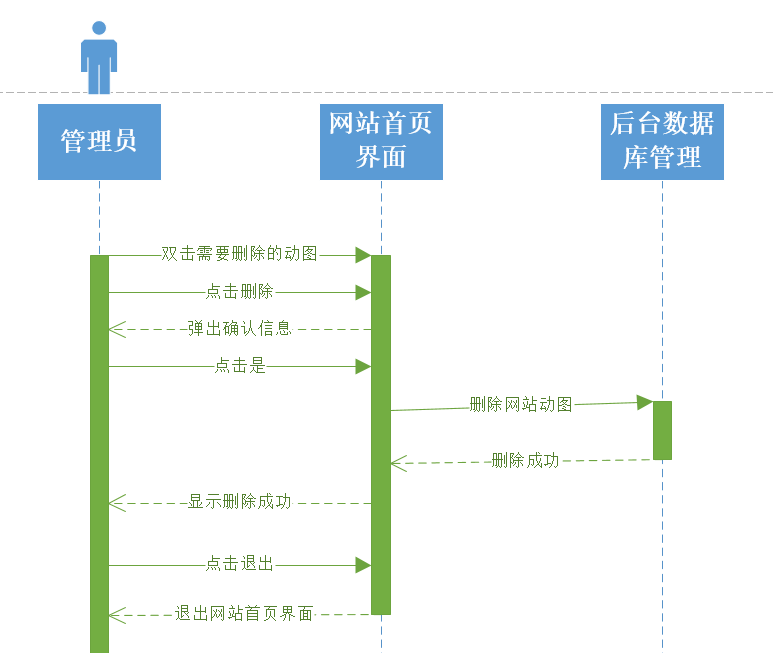 管理员
网站首页
界面
后台数据
库管理
双击需要删除的动图
点击删除
弹出确认信息
点击是
删除网站动图
删除成功
显示删除成功
点击退出
退出网站首页界面